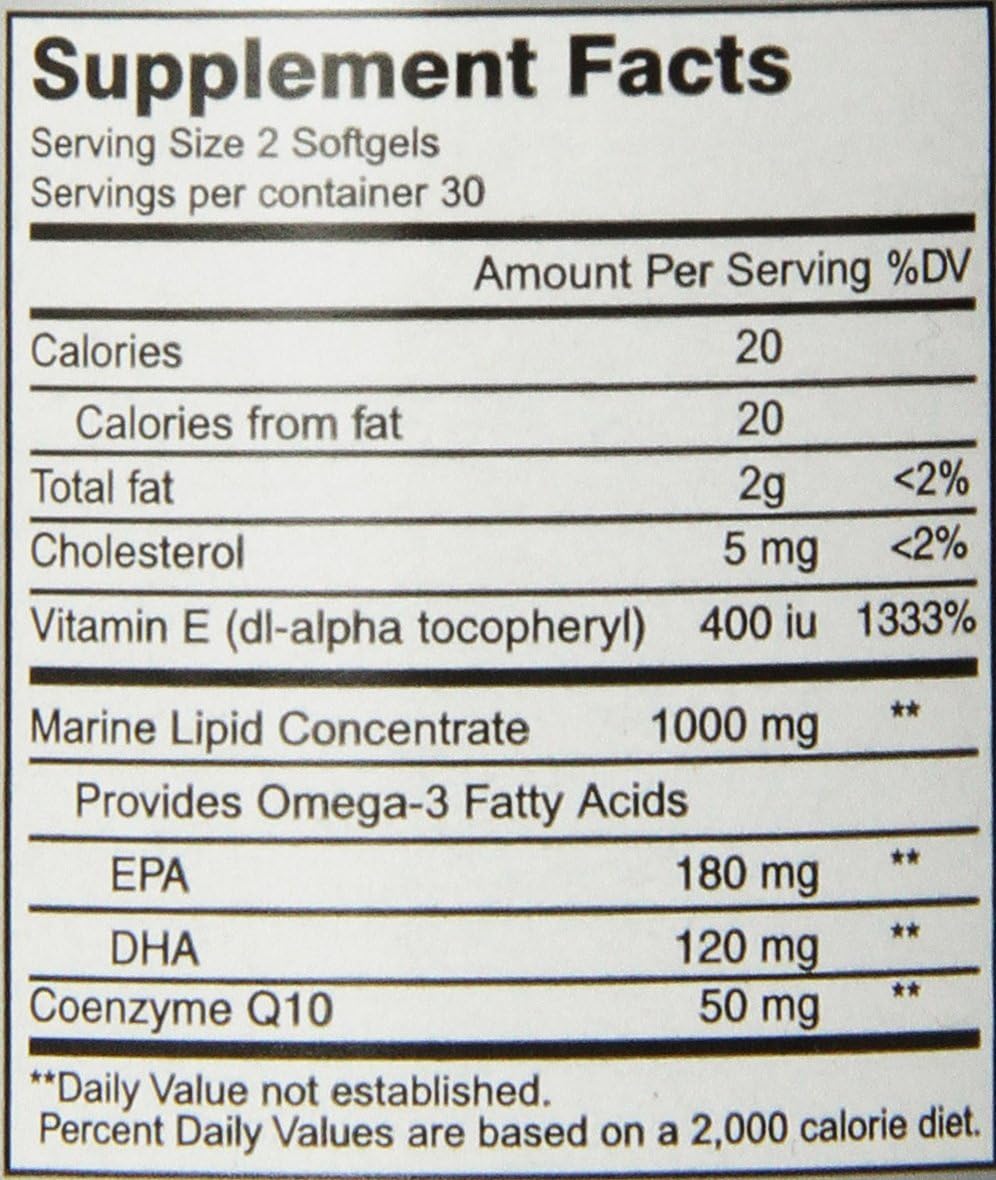 Supplement Facts
Serving Size 2 Softgels
Servings per container 30
Amount Per Serving %DV
Calories 20
Calories from fat 20
Total fat 2g <2%
Cholesterol 5 mg <2%
Vitamin E (dl-alpha tocopheryl) 400 iu 1333%
Marine Lipid Concentrate 1000 mg **
Provides Omega-3 Fatty Acids
EPA 180 mg **
DHA 120 mg **
Coenzyme Q10 50 mg **
**Daily Value not established.
Percent Daily Values are based on a 2,000 calorie diet.